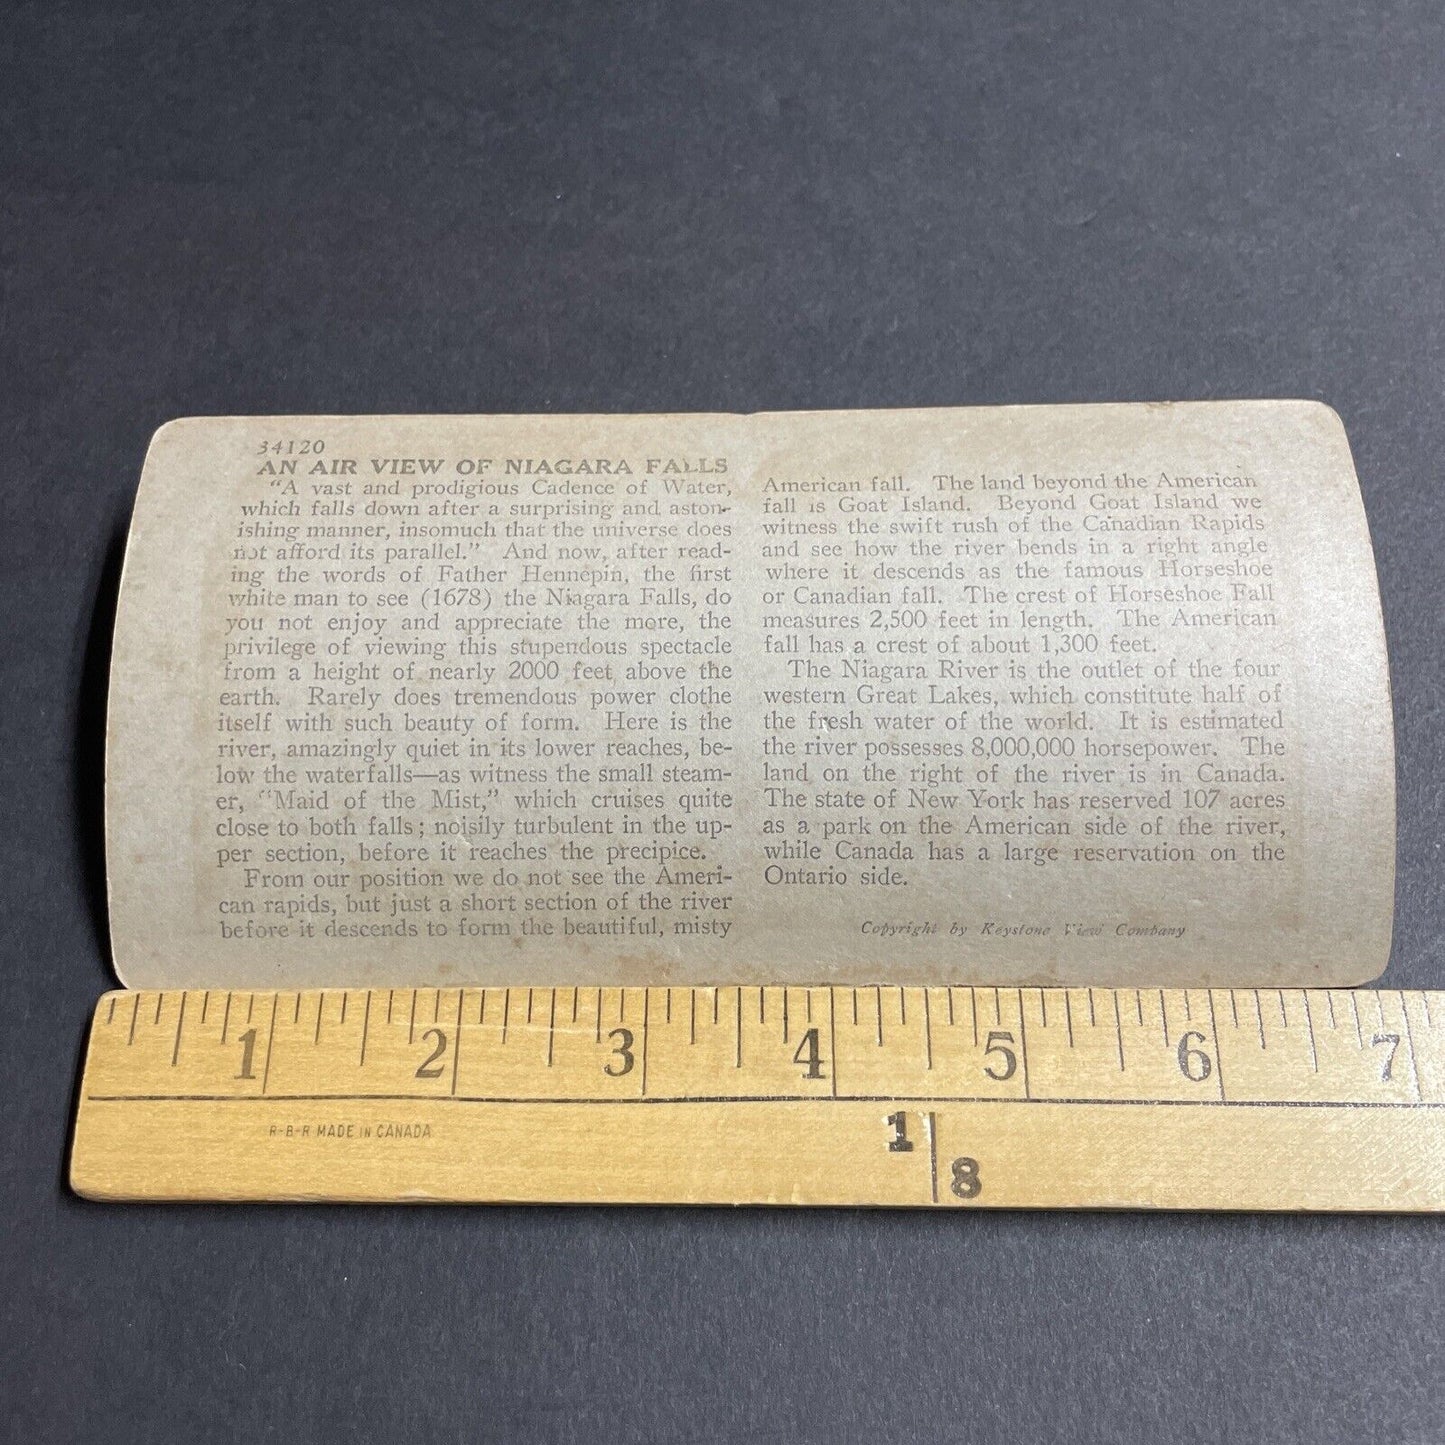 34120
AN AIR VIEW OF NIAGARA FALLS
"A vast and prodigious Cadence of Water,
which falls down after a surprising and aston-
ishing manner, insomuch that the universe does
not afford its parallel." And now, after read-
ing the words of Father Hennepin, the first
white man to see (1678) the Niagara Falls, do
you not enjoy and appreciate the more, the
privilege of viewing this stupendous spectacle
from a height of nearly 2000 feet above the
earth. Rarely does tremendous power clothe
itself with such beauty of form. Here is the
river, amazingly quiet in its lower reaches, be-
low the waterfalls—as witness the small steam-
er, "Maid of the Mist," which cruises quite
close to both falls; noisily turbulent in the up-
per section, before it reaches the precipice.
From our position we do not see the Ameri-
can rapids, but just a short section of the river
before it descends to form the beautiful, misty
American fall. The land beyond the American
fall is Goat Island. Beyond Goat Island we
witness the swift rush of the Canadian Rapids
and see how the river bends in a right angle
where it descends as the famous Horseshoe
or Canadian fall. The crest of Horseshoe Fall
measures 2,500 feet in length. The American
fall has a crest of about 1,300 feet.
The Niagara River is the outlet of the four
western Great Lakes, which constitute half of
the fresh water of the world. It is estimated
the river possesses 8,000,000 horsepower. The
land on the right of the river is in Canada.
The state of New York has reserved 107 acres
as a park on the American side of the river,
while Canada has a large reservation on the
Ontario side.
Copyright by Keystone View Company
1 2 3 4 5 6 7
R-B-R MADE IN CANADA
1
8